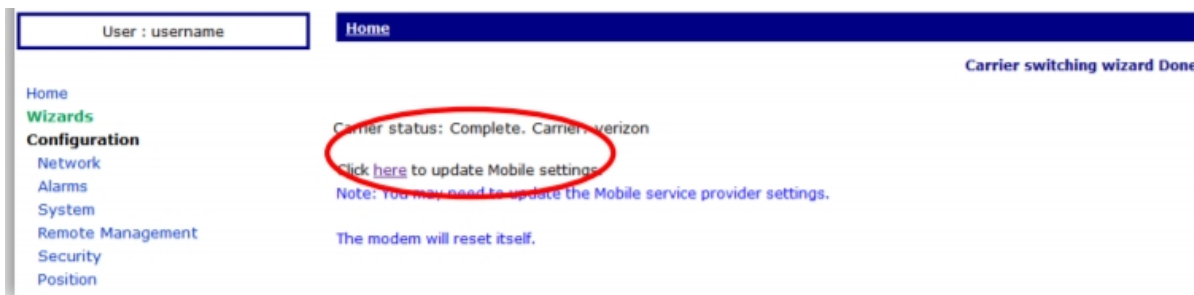 User : username
Home
Carrier switching wizard Done
Home
Wizards
Configuration
Network
Alarms
System
Remote Management
Security
Position
Carrier status: Complete. Carrier: verizon
Click here to update Mobile settings.
Note: You may need to update the Mobile service provider settings.
The modem will reset itself.